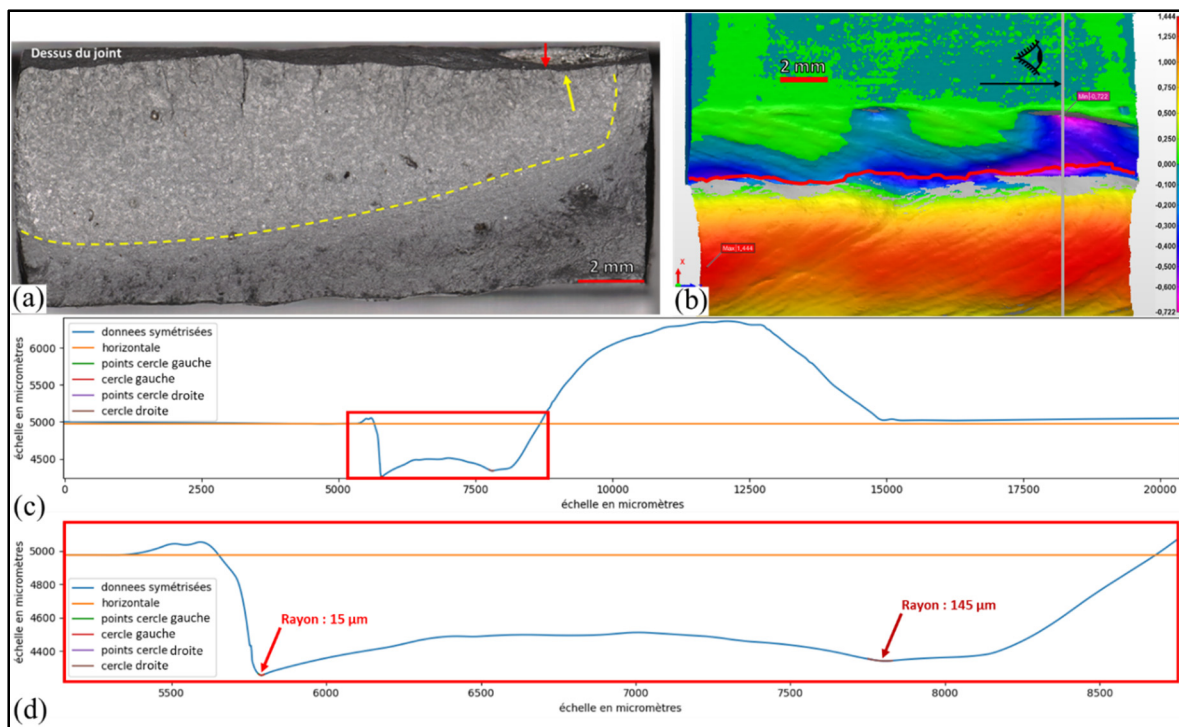 Dessus du joint
2 mm
(a)
2 mm
Min|-0,722
Max|1,444
X
(b)
1,444
1,250
1,000
0,750
0,500
0,250
0,000
-0,100
-0,200
-0,300
-0,400
-0,500
-0,600
-0,722
échelle en micromètres
6000
5500
5000
4500
donnees symétrisées
horizontale
points cercle gauche
cercle gauche
points cercle droite
cercle droite
0
2500
5000
7500
10000
12500
15000
17500
20000
échelle en micromètres
(c)
échelle en micromètres
5000
4800
4600
4400
donnees symétrisées
horizontale
points cercle gauche
cercle gauche
points cercle droite
cercle droite
Rayon : 15 µm
Rayon : 145 µm
5500
6000
6500
7000
7500
8000
8500
échelle en micromètres
(d)